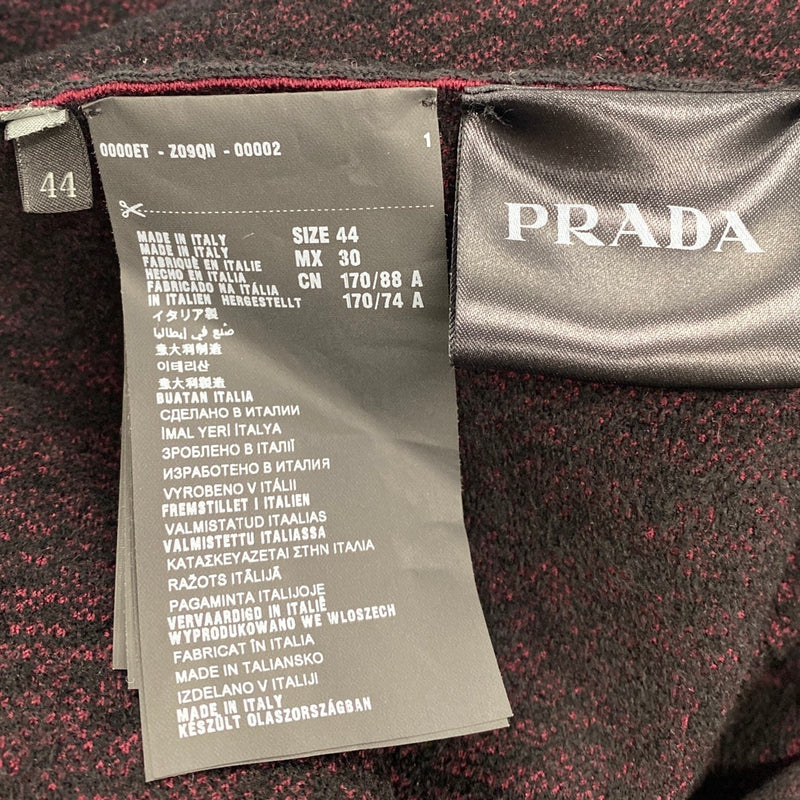 44
0000ET - Z09QN - 00002 1
MADE IN ITALY SIZE 44
MADE IN ITALY MX 30
FABRIQUÉ EN ITALIE
HECHO EN ITALIA CN 170/88 A
FABRICADO NA ITÁLIA 170/74 A
IN ITALIEN HERGESTELLT
イタリア製
صنع في إيطاليا
意大利制造
이테리산
意大利製造
BUATAN ITALIA
СДЕЛАНО В ИТАЛИИ
İMAL YERİ İTALYA
ЗРОБЛЕНО В ІТАЛІЇ
ИЗРАБОТЕНО В ИТАЛИЯ
VYROBENO V ITÁLII
FREMSTILLET I ITALIEN
VALMISTATUD ITAALIAS
VALMISTETTU ITALIASSA
ΚΑΤΑΣΚΕΥΑΖΕΤΑΙ ΣΤΗΝ ΙΤΑΛΙΑ
RAŽOTS ITĀLIJĀ
PAGAMINTA ITALIJOJE
VERVAARDIGD IN ITALIË
WYPRODUKOWANO WE WLOSZECH
FABRICAT ÎN ITALIA
MADE IN TALIANSKO
IZDELANO V ITALIJI
MADE IN ITALY
KÉSZÜLT OLASZORSZÁGBAN
PRADA